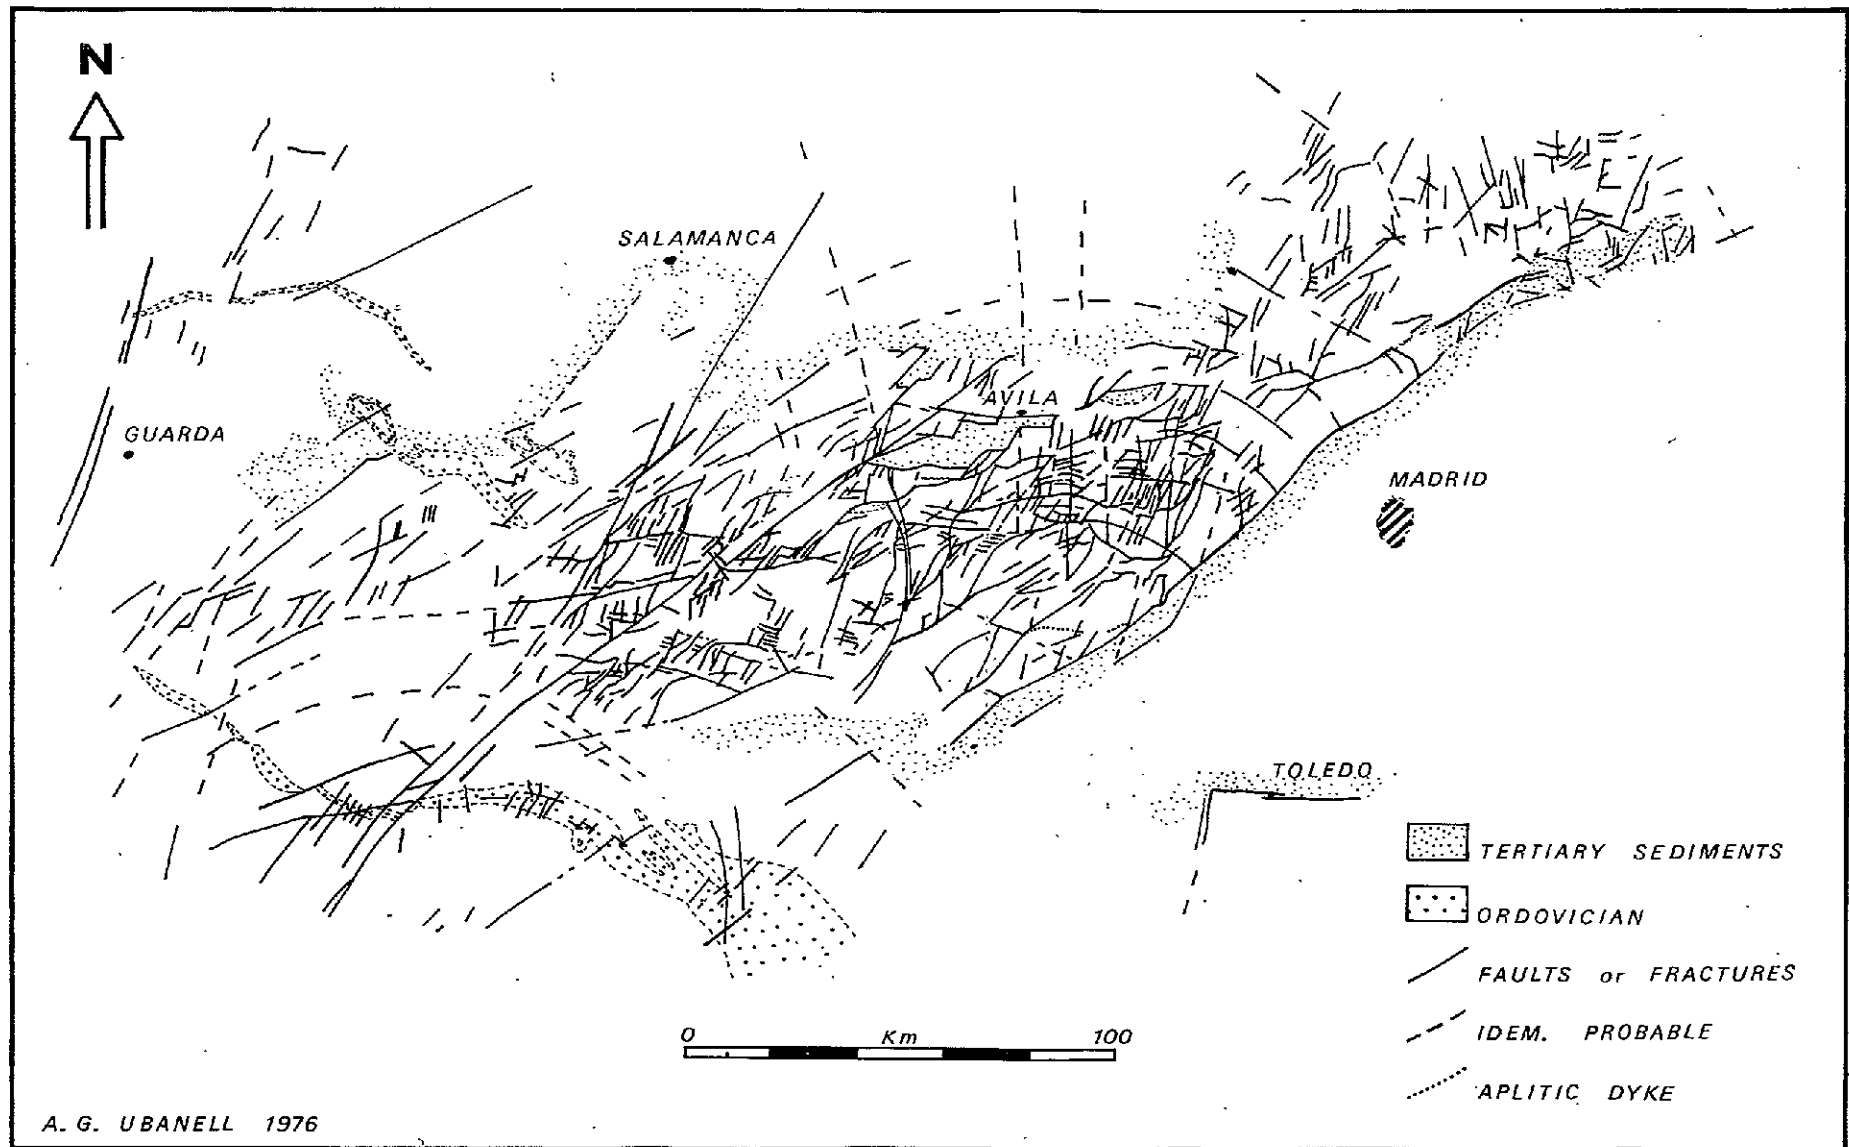 N
SALAMANCA
AVILA
GUARDA
MADRID
TOLEDO
TERTIARY SEDIMENTS
ORDOVICIAN
FAULTS or FRACTURES
IDEM. PROBABLE
APLITIC DYKE
0 Km 100
A. G. UBANELL 1976